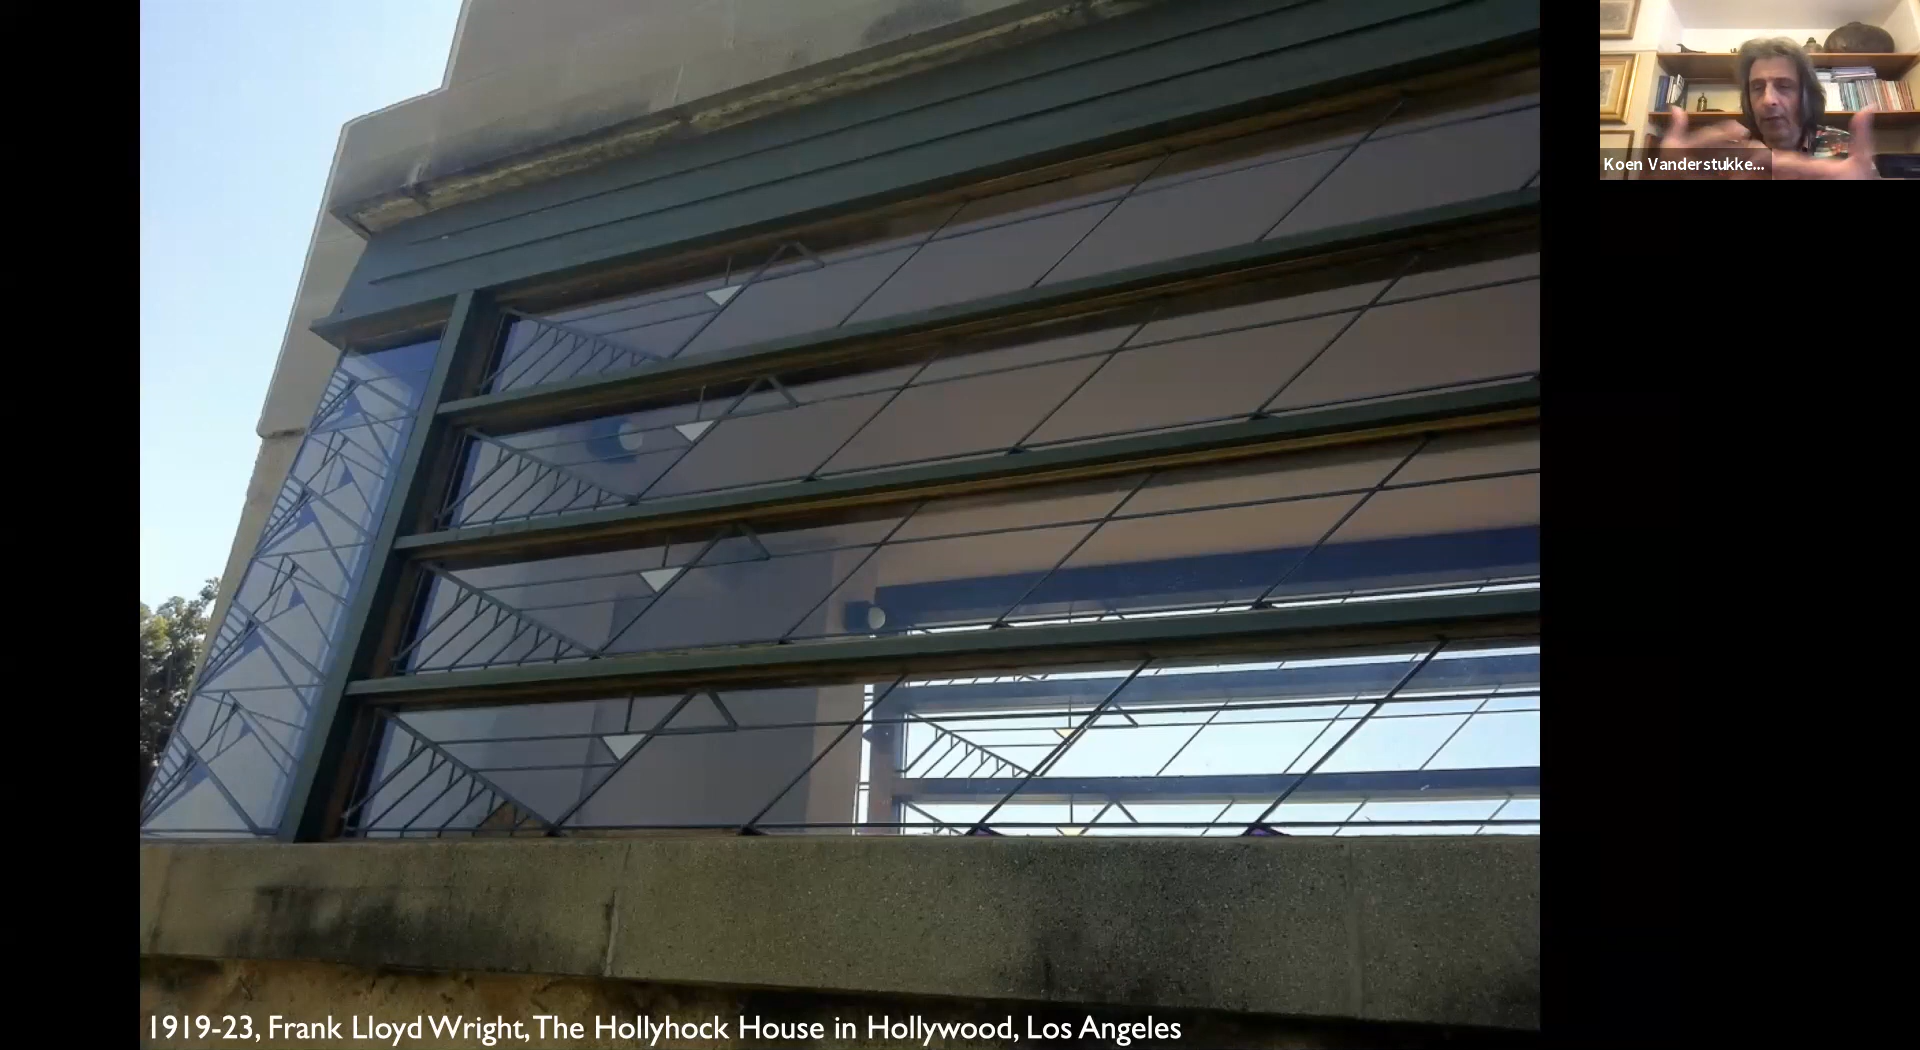 Koen Vanderstukke...
1919-23, Frank Lloyd Wright, The Hollyhock House in Hollywood, Los Angeles